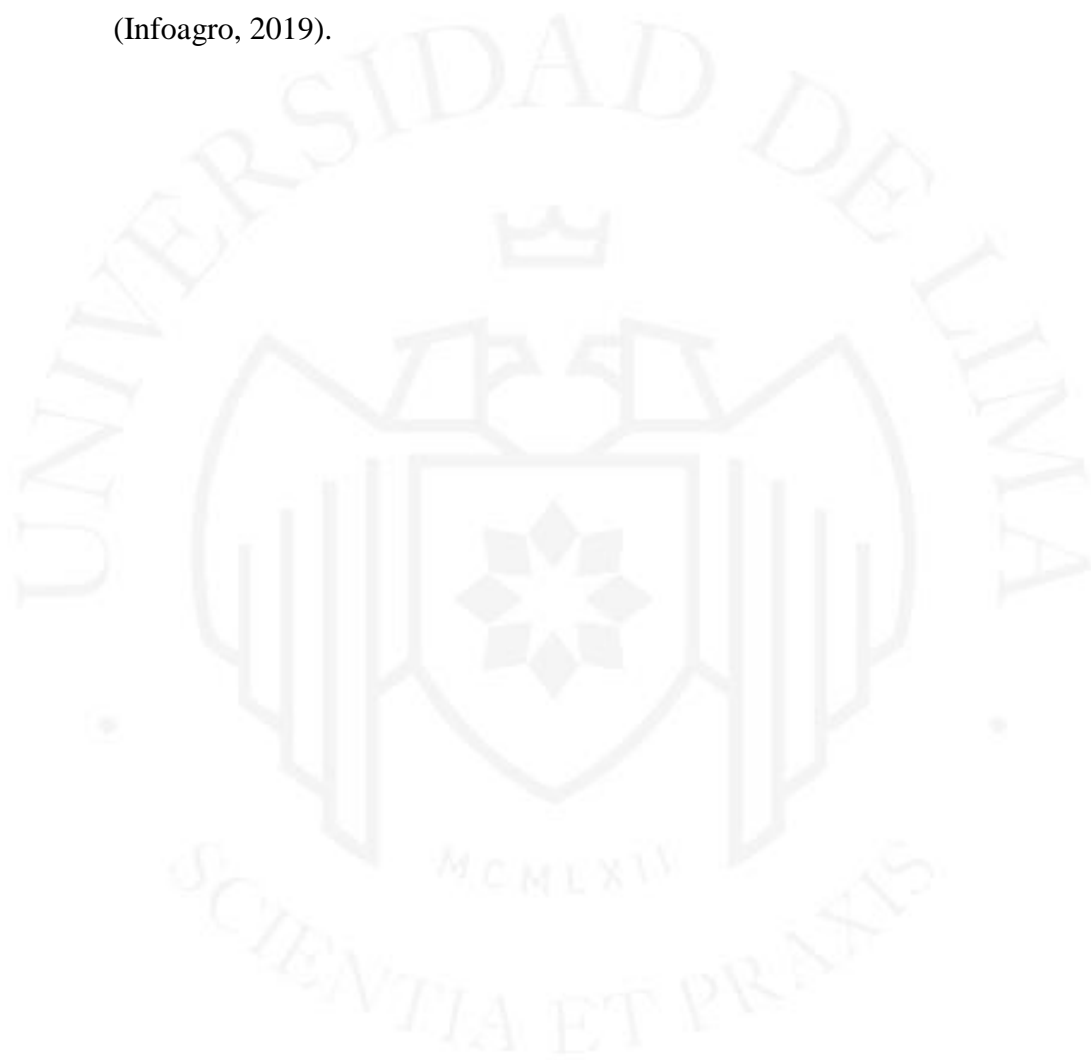 (Infoagro, 2019).
UNIVERSIDAD DE LIMA
MCMLXII
SCIENTIA ET PRAXIS